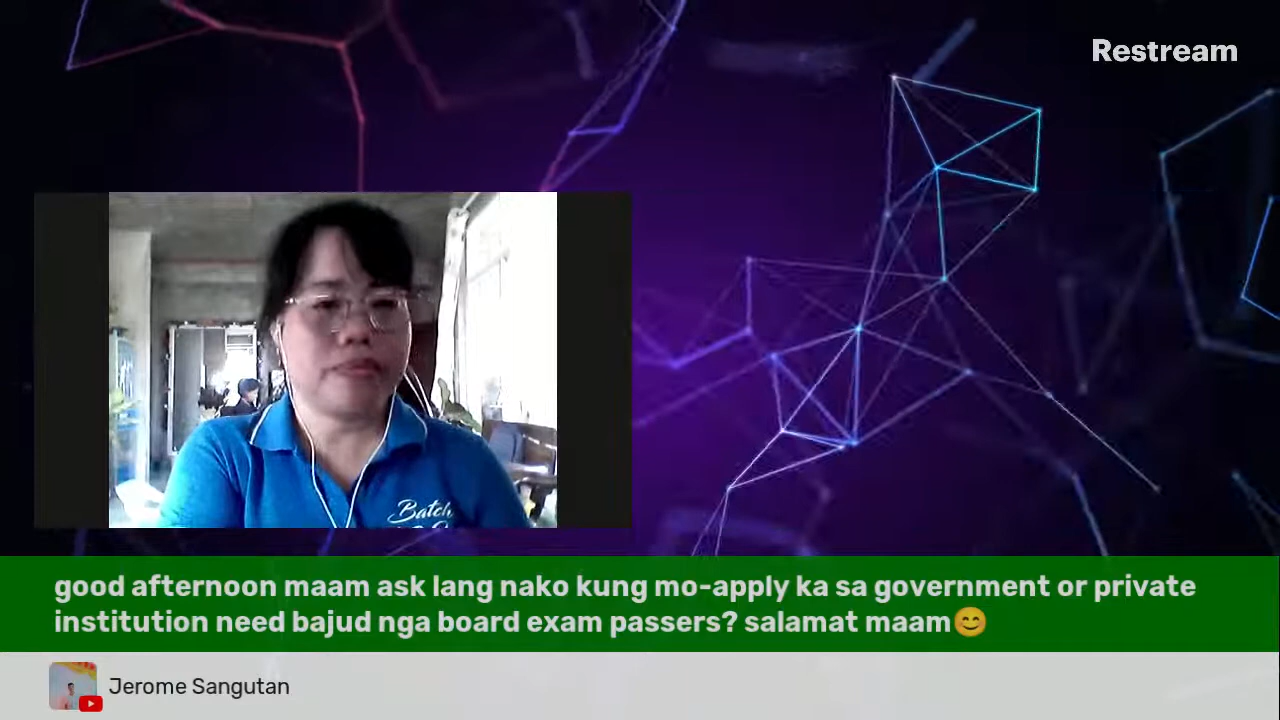 Restream
Batch
good afternoon maam ask lang nako kung mo-apply ka sa government or private
institution need bajud nga board exam passers? salamat maam😊
Jerome Sangutan